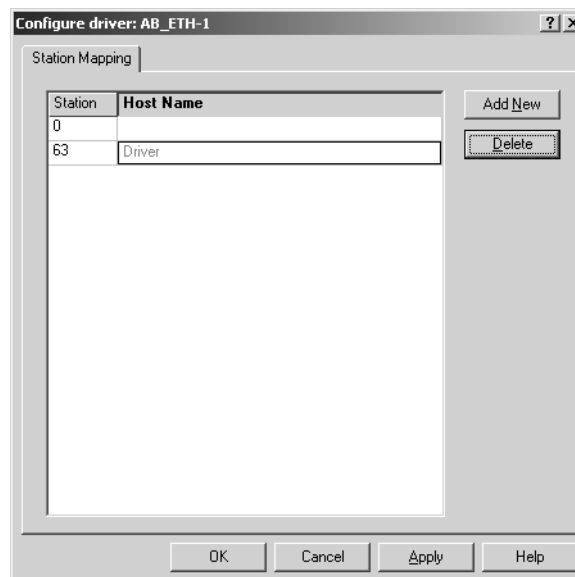 Configure driver: AB_ETH-1
? ×
Station Mapping
Station Host Name
Add New
0
Delete
63 Driver
OK Cancel Apply Help